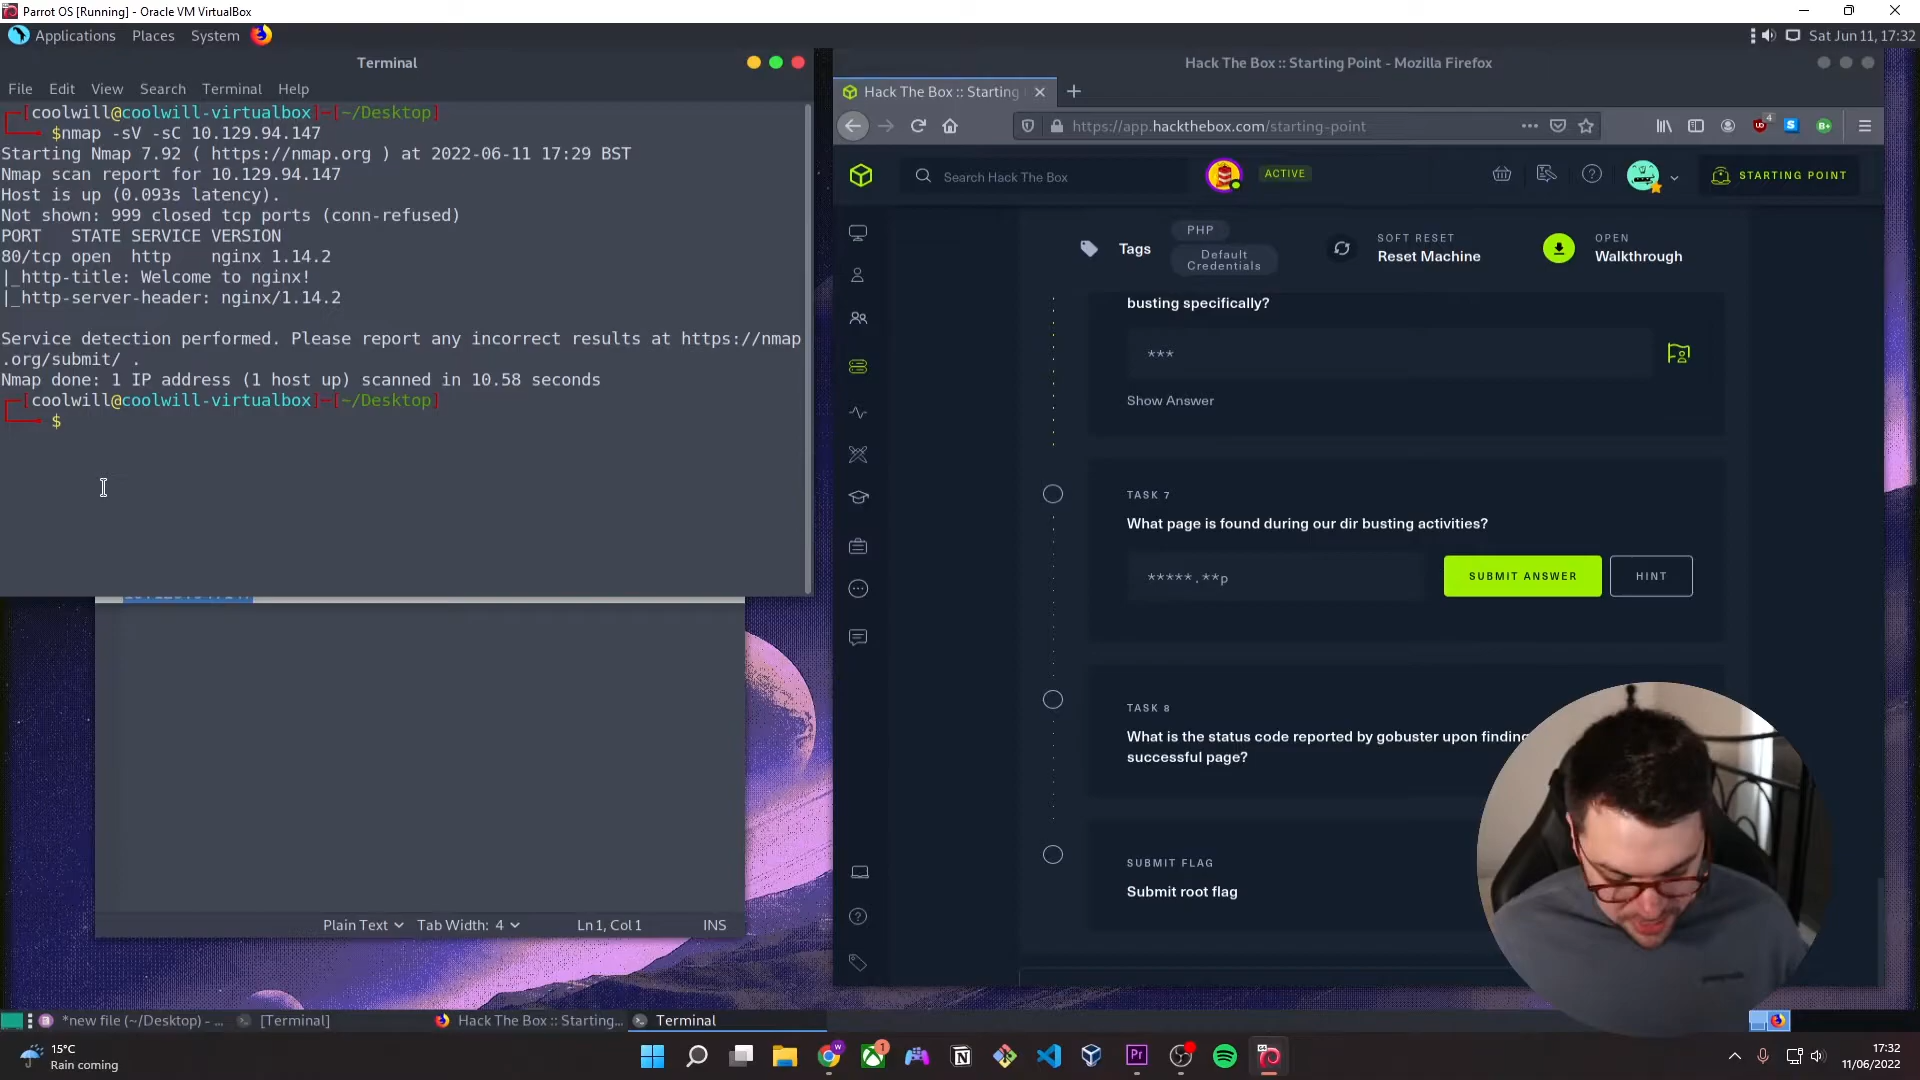 Parrot OS [Running] - Oracle VM VirtualBox
Applications Places System
Sat Jun 11, 17:32
Terminal
File Edit View Search Terminal Help
┌─[coolwill@coolwill-virtualbox]─[~/Desktop]
└──╼ $nmap -sV -sC 10.129.94.147
Starting Nmap 7.92 ( https://nmap.org ) at 2022-06-11 17:29 BST
Nmap scan report for 10.129.94.147
Host is up (0.093s latency).
Not shown: 999 closed tcp ports (conn-refused)
PORT   STATE SERVICE VERSION
80/tcp open  http    nginx 1.14.2
|_http-title: Welcome to nginx!
|_http-server-header: nginx/1.14.2
Service detection performed. Please report any incorrect results at https://nmap
.org/submit/ .
Nmap done: 1 IP address (1 host up) scanned in 10.58 seconds
┌─[coolwill@coolwill-virtualbox]─[~/Desktop]
└──╼ $
Plain Text Tab Width: 4 Ln 1, Col 1 INS
Hack The Box :: Starting Point - Mozilla Firefox
Hack The Box :: Starting
https://app.hackthebox.com/starting-point
4
Search Hack The Box
ACTIVE
STARTING POINT
Tags
PHP
Default
Credentials
SOFT RESET
Reset Machine
OPEN
Walkthrough
busting specifically?
***
Show Answer
TASK 7
What page is found during our dir busting activities?
*****.**p
SUBMIT ANSWER
HINT
TASK 8
What is the status code reported by gobuster upon finding
successful page?
SUBMIT FLAG
Submit root flag
*new file (~/Desktop) - ...
[Terminal]
Hack The Box :: Starting...
Terminal
15°C
Rain coming
17:32
11/06/2022